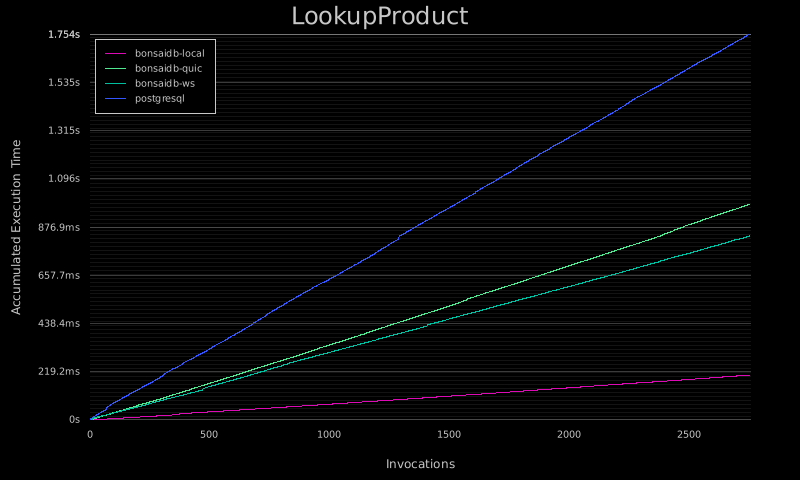 LookupProduct
1.754s
bonsaidb-local
bonsaidb-quic
bonsaidb-ws
postgresql
1.535s
1.315s
1.096s
876.9ms
657.7ms
438.4ms
219.2ms
0s
Accumulated Execution Time
0 500 1000 1500 2000 2500
Invocations